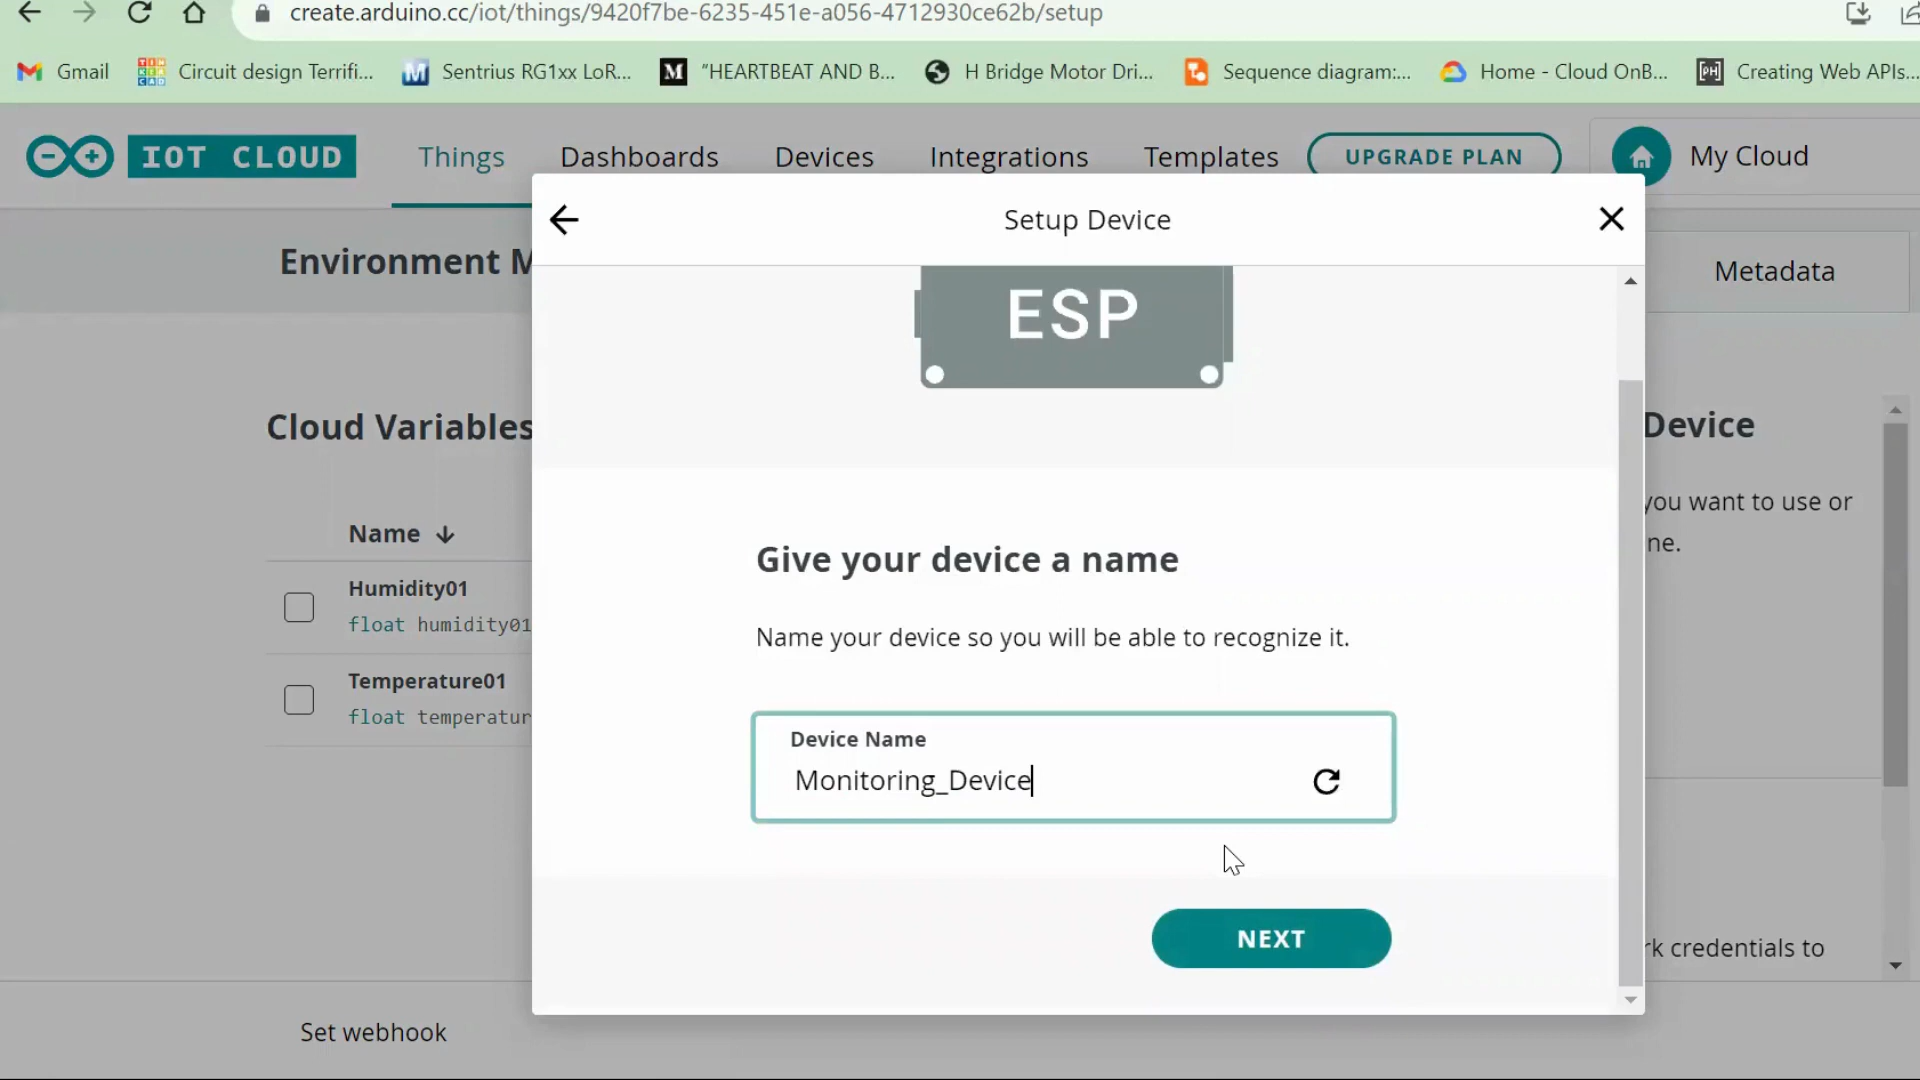 create.arduino.cc/iot/things/9420f7be-6235-451e-a056-4712930ce62b/setup
Gmail Circuit design Terrifi... Sentrius RG1xx LoR... "HEARTBEAT AND B... H Bridge Motor Dri... Sequence diagram:... Home - Cloud OnB... Creating Web APIs...
IOT CLOUD Things Dashboards Devices Integrations Templates UPGRADE PLAN My Cloud
Setup Device
Environment M
Metadata
ESP
Cloud Variables
Device
you want to use or
ne.
Name
Humidity01
float humidity01
Temperature01
float temperatur
Give your device a name
Name your device so you will be able to recognize it.
Device Name
Monitoring_Device
NEXT
rk credentials to
Set webhook